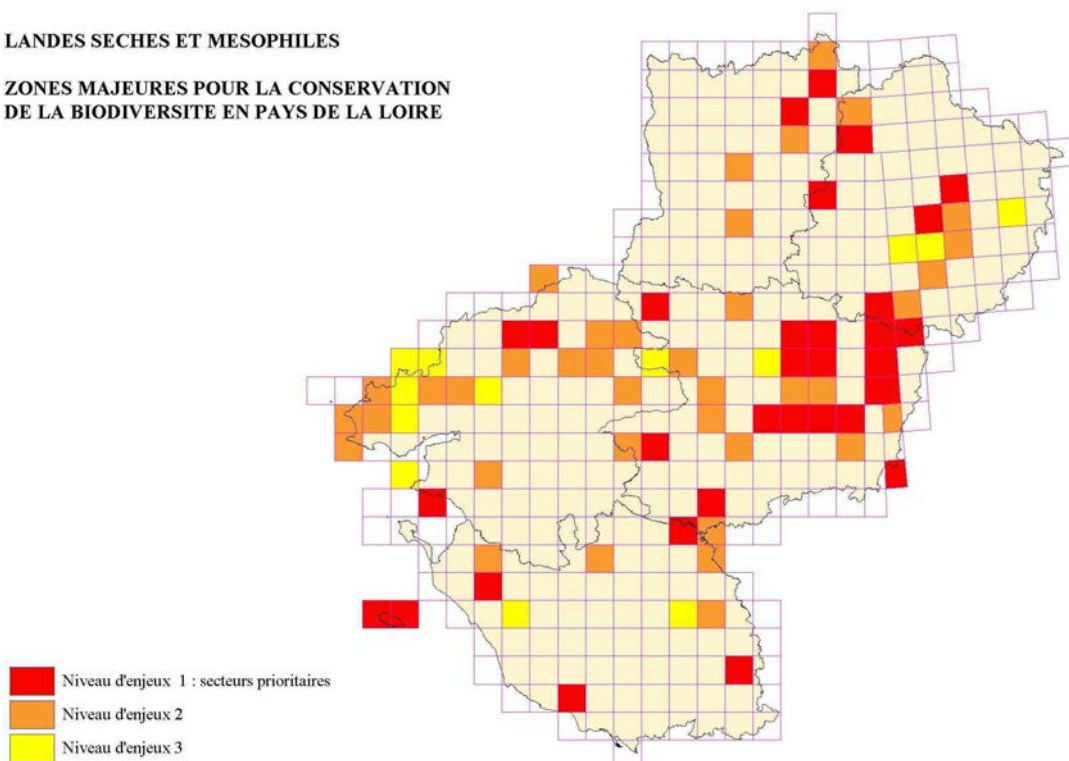 LANDES SECHES ET MESOPHILES
ZONES MAJEURES POUR LA CONSERVATION
DE LA BIODIVERSITE EN PAYS DE LA LOIRE
Niveau d'enjeux 1 : secteurs prioritaires
Niveau d'enjeux 2
Niveau d'enjeux 3